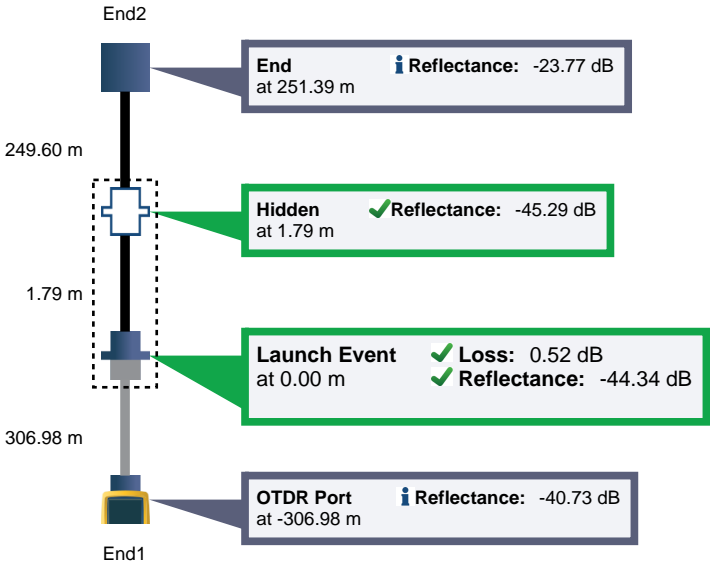 End2
End
Reflectance: -23.77 dB
at 251.39 m
249.60 m
Hidden
Reflectance: -45.29 dB
at 1.79 m
1.79 m
Launch Event
Loss: 0.52 dB
at 0.00 m
Reflectance: -44.34 dB
306.98 m
OTDR Port
Reflectance: -40.73 dB
at -306.98 m
End1